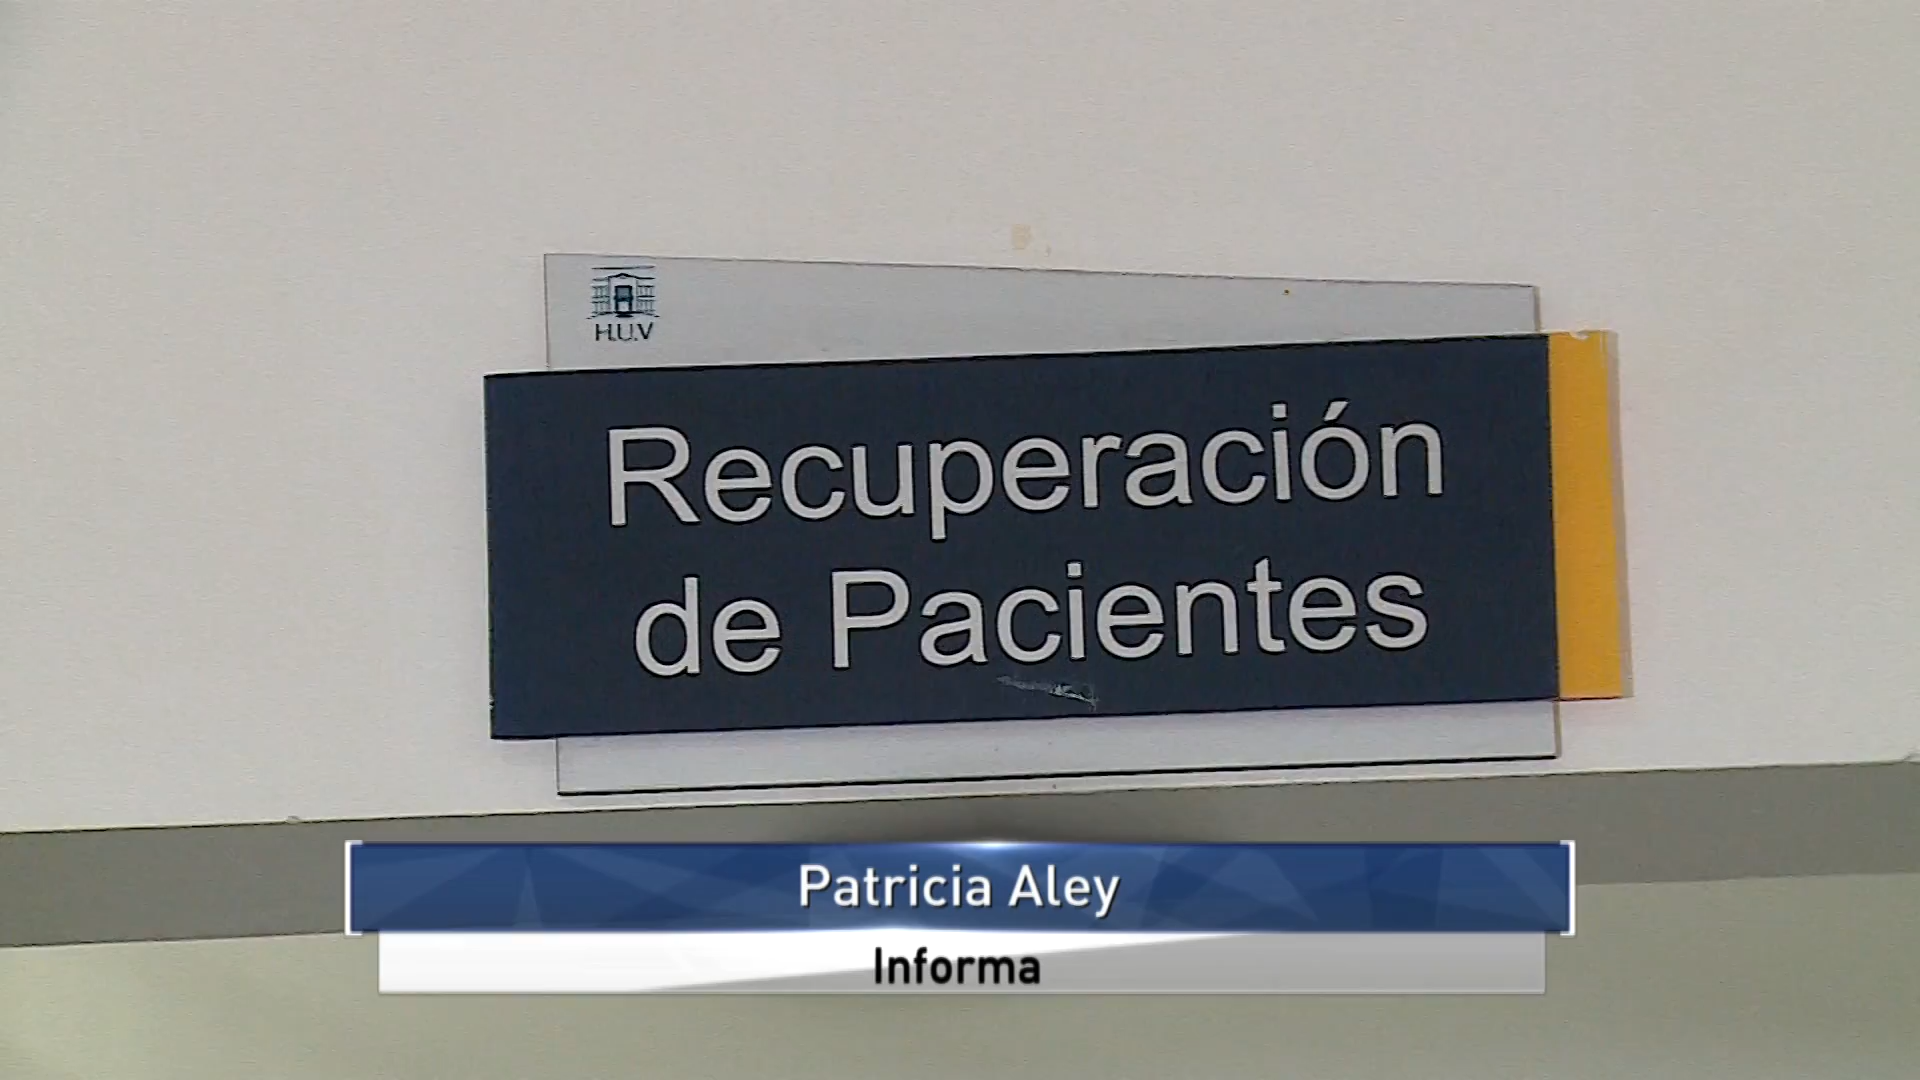 H.U.V
Recuperación
de Pacientes
Patricia Aley
Informa